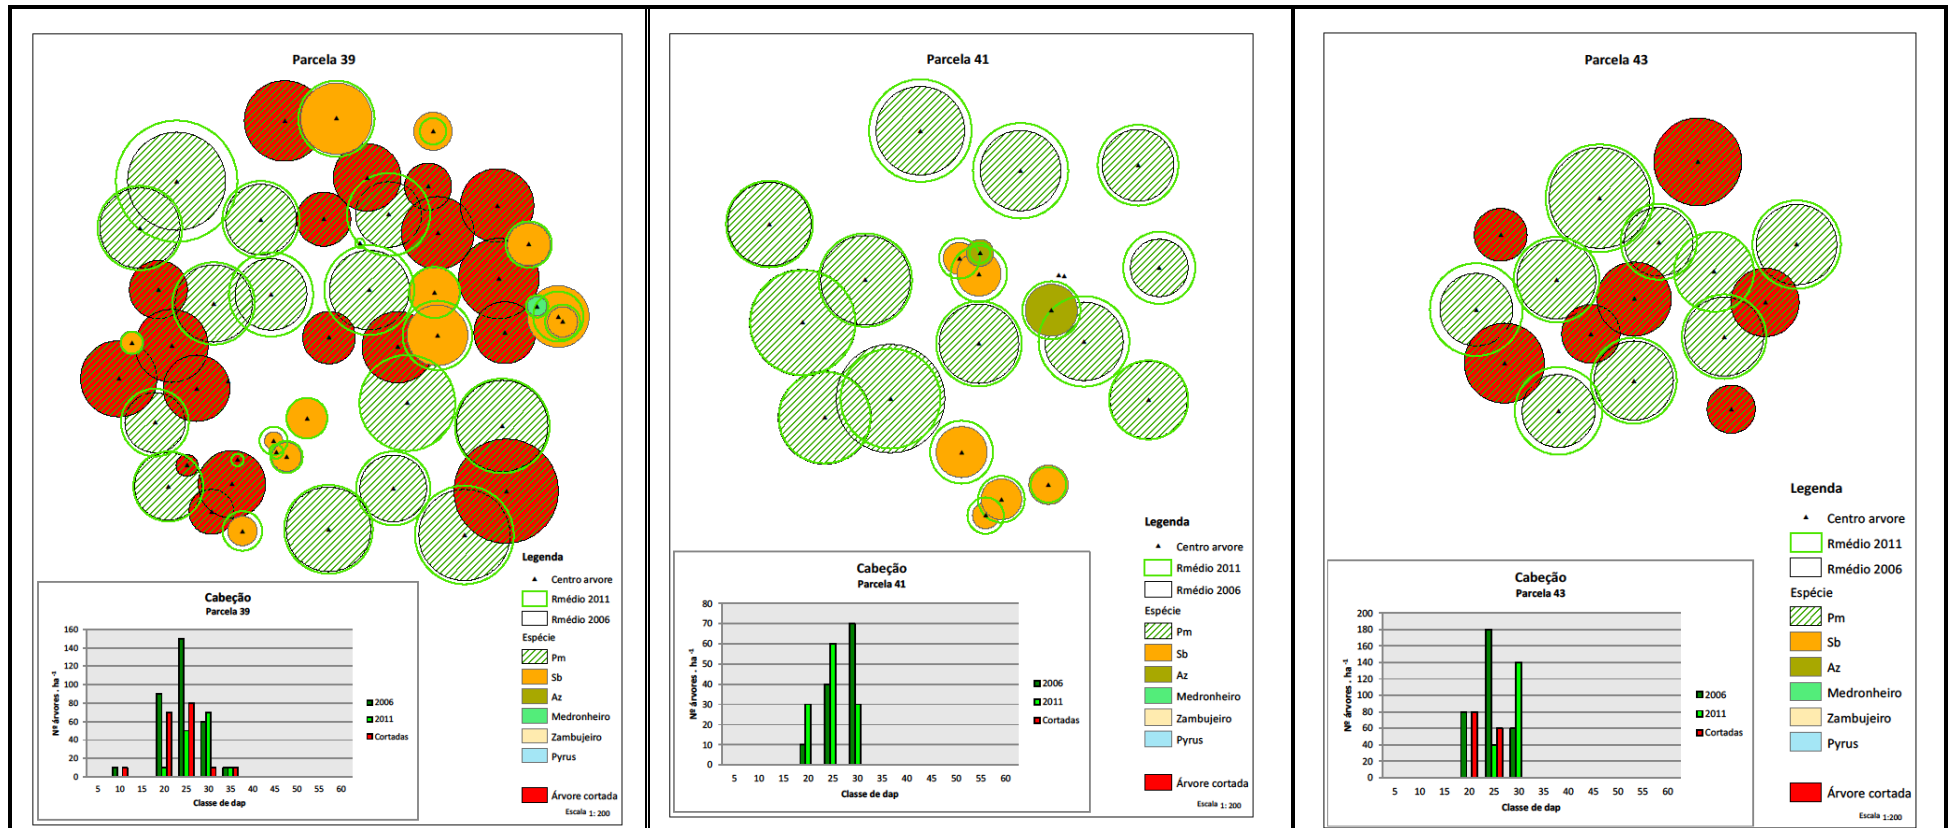 Parcela 39
Legenda
Centro arvore
Rmédio 2011
Rmédio 2006
Espécie
Pm
Sb
Az
Medronheiro
Zambujeiro
Pyrus
Árvore cortada
Escala 1: 200
Cabeção
Parcela 39
Nº árvores . ha -1
160
140
120
100
80
60
40
20
0
5 10 15 20 25 30 35 40 45 50 55 60
Classe de dap
2006
2011
Cortadas
Parcela 41
Legenda
Centro arvore
Rmédio 2011
Rmédio 2006
Espécie
Pm
Sb
Az
Medronheiro
Zambujeiro
Pyrus
Árvore cortada
Escala 1: 200
Cabeção
Parcela 41
Nº árvores . ha -1
80
70
60
50
40
30
20
10
0
5 10 15 20 25 30 35 40 45 50 55 60
Classe de dap
2006
2011
Cortadas
Parcela 43
Legenda
Centro arvore
Rmédio 2011
Rmédio 2006
Espécie
Pm
Sb
Az
Medronheiro
Zambujeiro
Pyrus
Árvore cortada
Escala 1:200
Cabeção
Parcela 43
Nº árvores . ha -1
200
180
160
140
120
100
80
60
40
20
0
5 10 15 20 25 30 35 40 45 50 55 60
Classe de dap
2006
2011
Cortadas